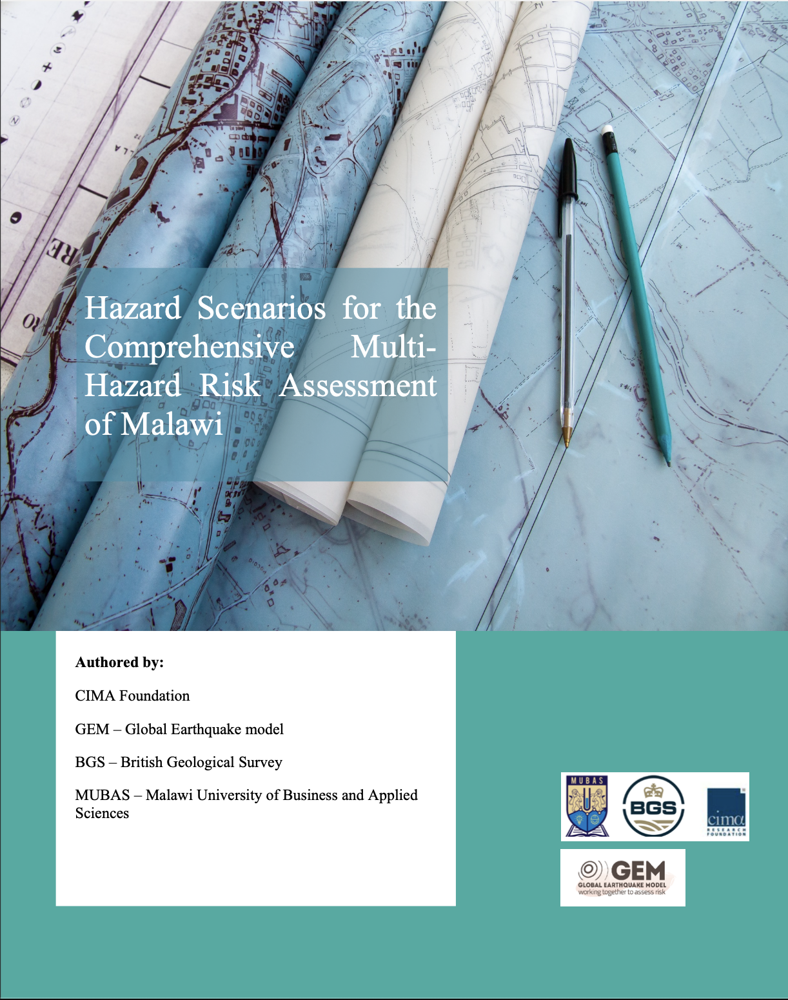 Hazard Scenarios for the
Comprehensive Multi-
Hazard Risk Assessment
of Malawi
Authored by:
CIMA Foundation
GEM – Global Earthquake model
BGS – British Geological Survey
MUBAS – Malawi University of Business and Applied
Sciences
MUBAS
BGS
cima
RESEARCH
FOUNDATION
GEM
GLOBAL EARTHQUAKE MODEL
working together to assess risk